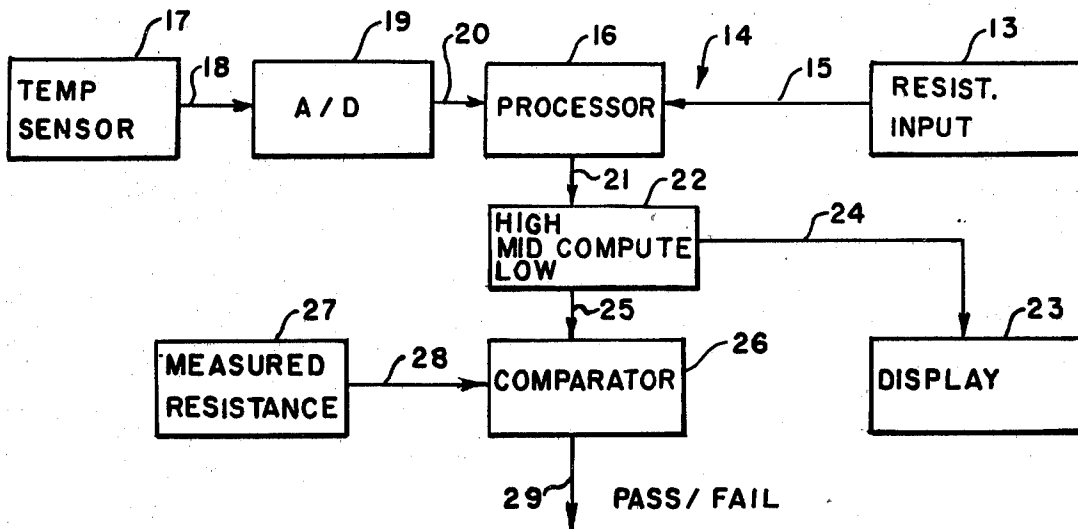 17
18
TEMP
SENSOR
19
A/D
20
16
PROCESSOR
14
15
13
RESIST.
INPUT
21
22
HIGH
MID COMPUTE
LOW
24
25
27
MEASURED
RESISTANCE
28
26
COMPARATOR
23
DISPLAY
29
PASS/FAIL